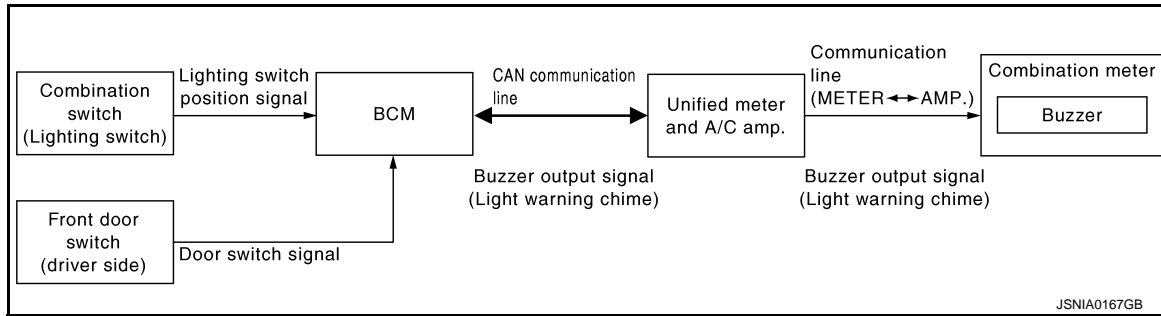 Combination
switch
(Lighting switch)
Lighting switch
position signal
BCM
CAN communication
line
Buzzer output signal
(Light warning chime)
Unified meter
and A/C amp.
Communication
line
(METER↔AMP.)
Buzzer output signal
(Light warning chime)
Combination meter
Buzzer
Front door
switch
(driver side)
Door switch signal
JSNIA0167GB